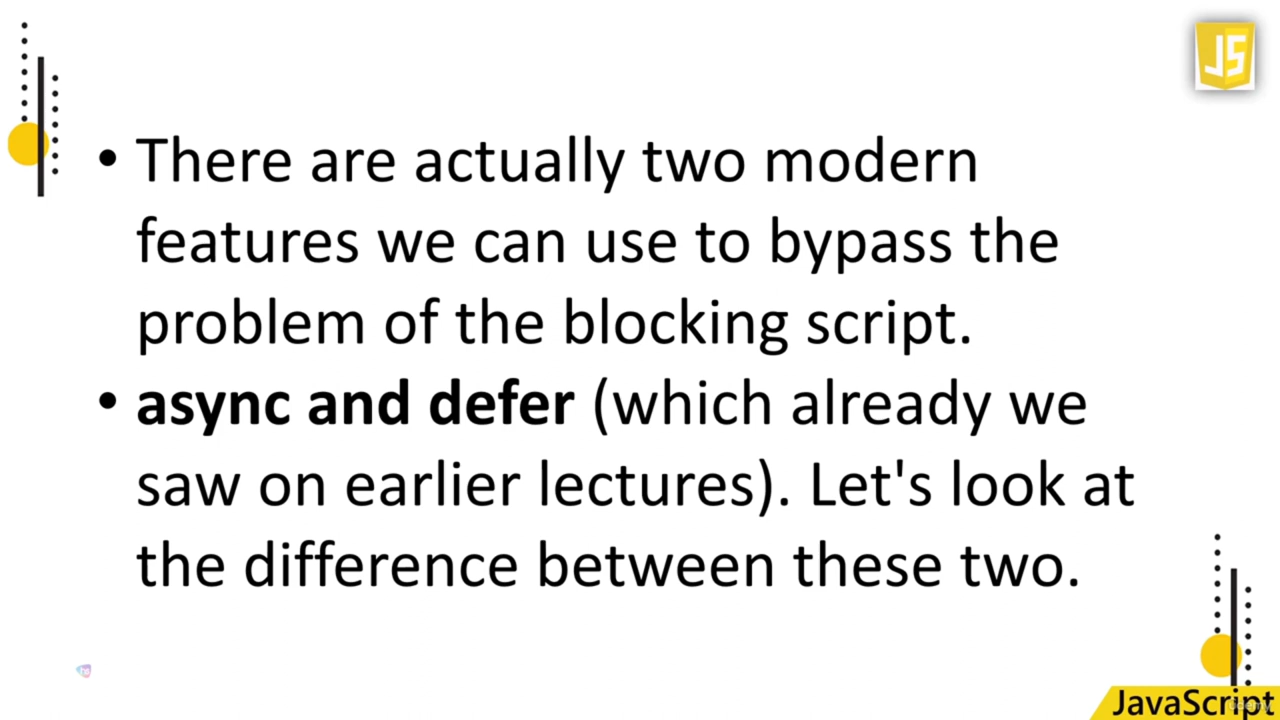 JS
• There are actually two modern
features we can use to bypass the
problem of the blocking script.
• async and defer (which already we
saw on earlier lectures). Let's look at
the difference between these two.
JavaScript
udemy